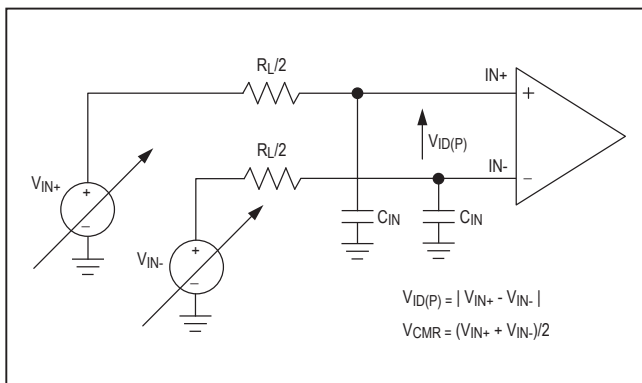 RL/2
IN+
+
VID(P)
RL/2
IN-
−
VIN+
+
−
CIN
CIN
VIN-
+
−
VID(P) = | VIN+ - VIN- |
VCMR = (VIN+ + VIN-)/2